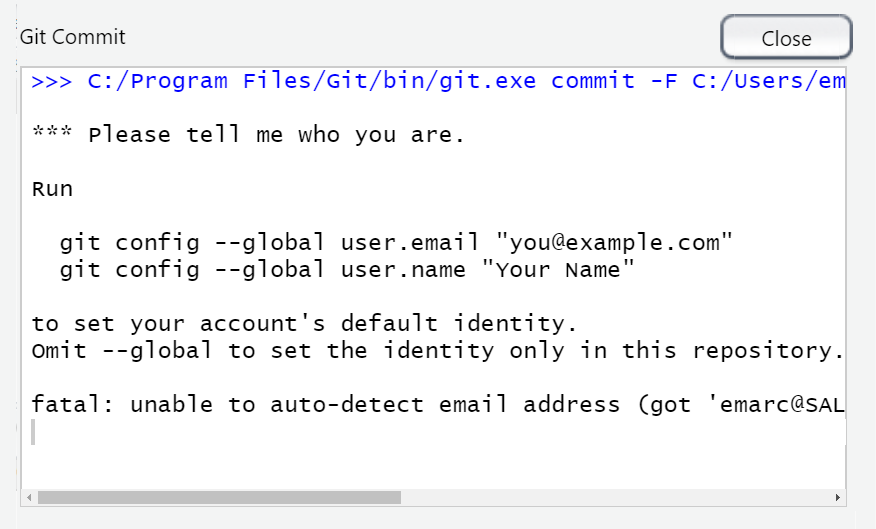 Git Commit
Close
>>> C:/Program Files/Git/bin/git.exe commit -F C:/Users/em
*** Please tell me who you are.
Run
git config --global user.email "you@example.com"
git config --global user.name "Your Name"
to set your account's default identity.
Omit --global to set the identity only in this repository.
fatal: unable to auto-detect email address (got 'emarc@SAL